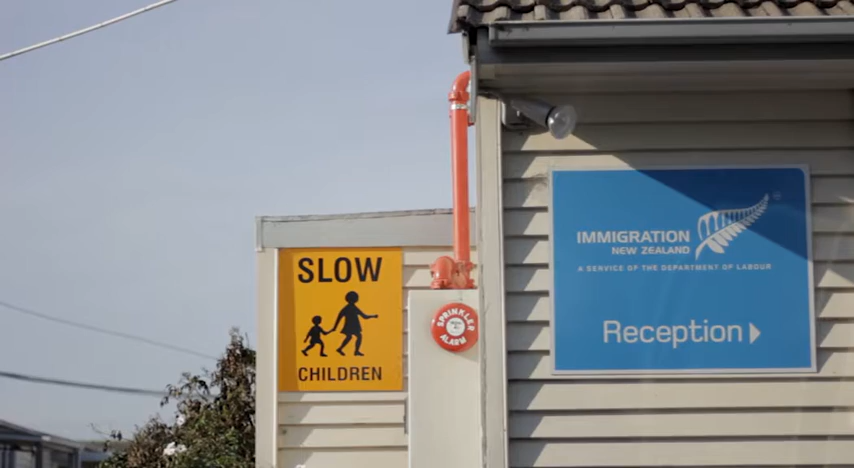 SLOW
CHILDREN
SPRINKLER
ALARM
IMMIGRATION
NEW ZEALAND
A SERVICE OF THE DEPARTMENT OF LABOUR
Reception